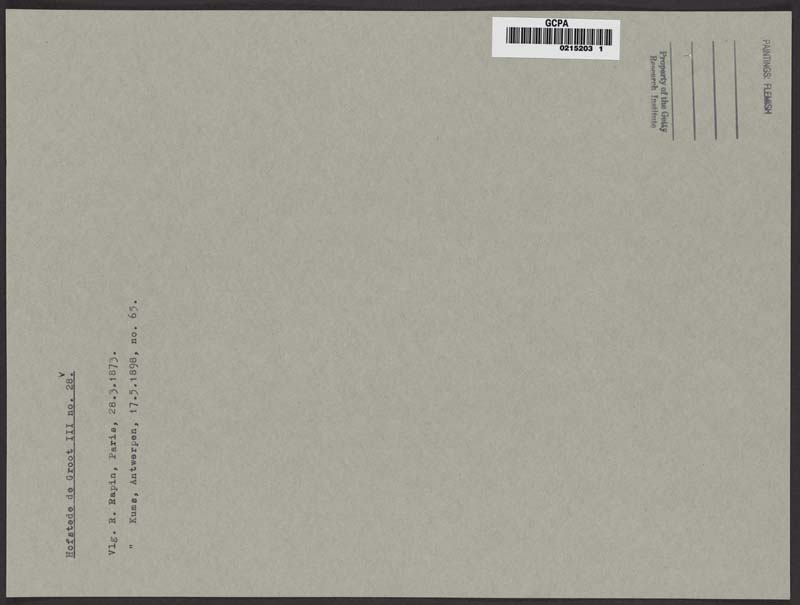 GCPA
0215203 1
PAINTINGS: FLEMISH
Property of the Getty
Research Institute
Hofstede de Groot III no. 28.v
Vlg. R. Rapin, Paris, 28.3.1873.
" Kums, Antwerpen, 17.5.1898, no. 65.